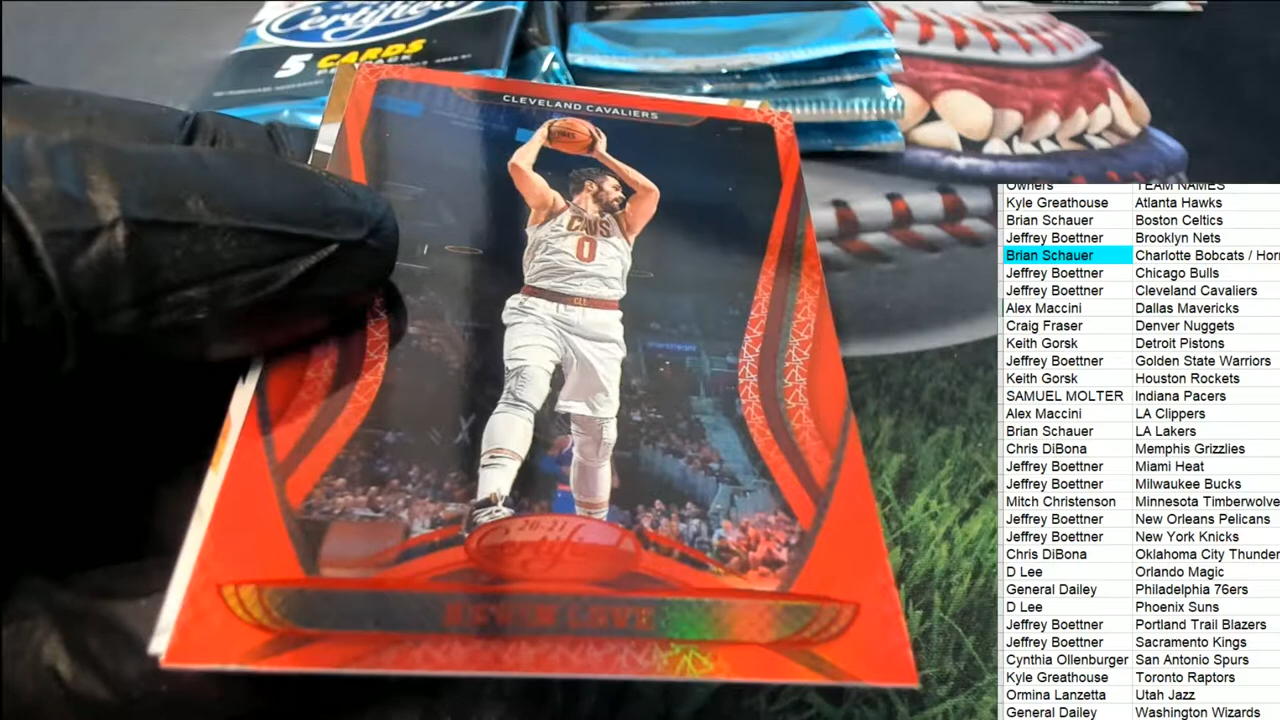 Certified
5 CARDS
CLEVELAND CAVALIERS
CAVS
0
CLE
20-21
Certified
KEVIN LOVE
Owners TEAM NAMES
Kyle Greathouse Atlanta Hawks
Brian Schauer Boston Celtics
Jeffrey Boettner Brooklyn Nets
Brian Schauer Charlotte Bobcats / Horn
Jeffrey Boettner Chicago Bulls
Jeffrey Boettner Cleveland Cavaliers
Alex Maccini Dallas Mavericks
Craig Fraser Denver Nuggets
Keith Gorsk Detroit Pistons
Jeffrey Boettner Golden State Warriors
Keith Gorsk Houston Rockets
SAMUEL MOLTER Indiana Pacers
Alex Maccini LA Clippers
Brian Schauer LA Lakers
Chris DiBona Memphis Grizzlies
Jeffrey Boettner Miami Heat
Jeffrey Boettner Milwaukee Bucks
Mitch Christenson Minnesota Timberwolve
Jeffrey Boettner New Orleans Pelicans
Jeffrey Boettner New York Knicks
Chris DiBona Oklahoma City Thunder
D Lee Orlando Magic
General Dailey Philadelphia 76ers
D Lee Phoenix Suns
Jeffrey Boettner Portland Trail Blazers
Jeffrey Boettner Sacramento Kings
Cynthia Ollenburger San Antonio Spurs
Kyle Greathouse Toronto Raptors
Ormina Lanzetta Utah Jazz
General Dailey Washington Wizards